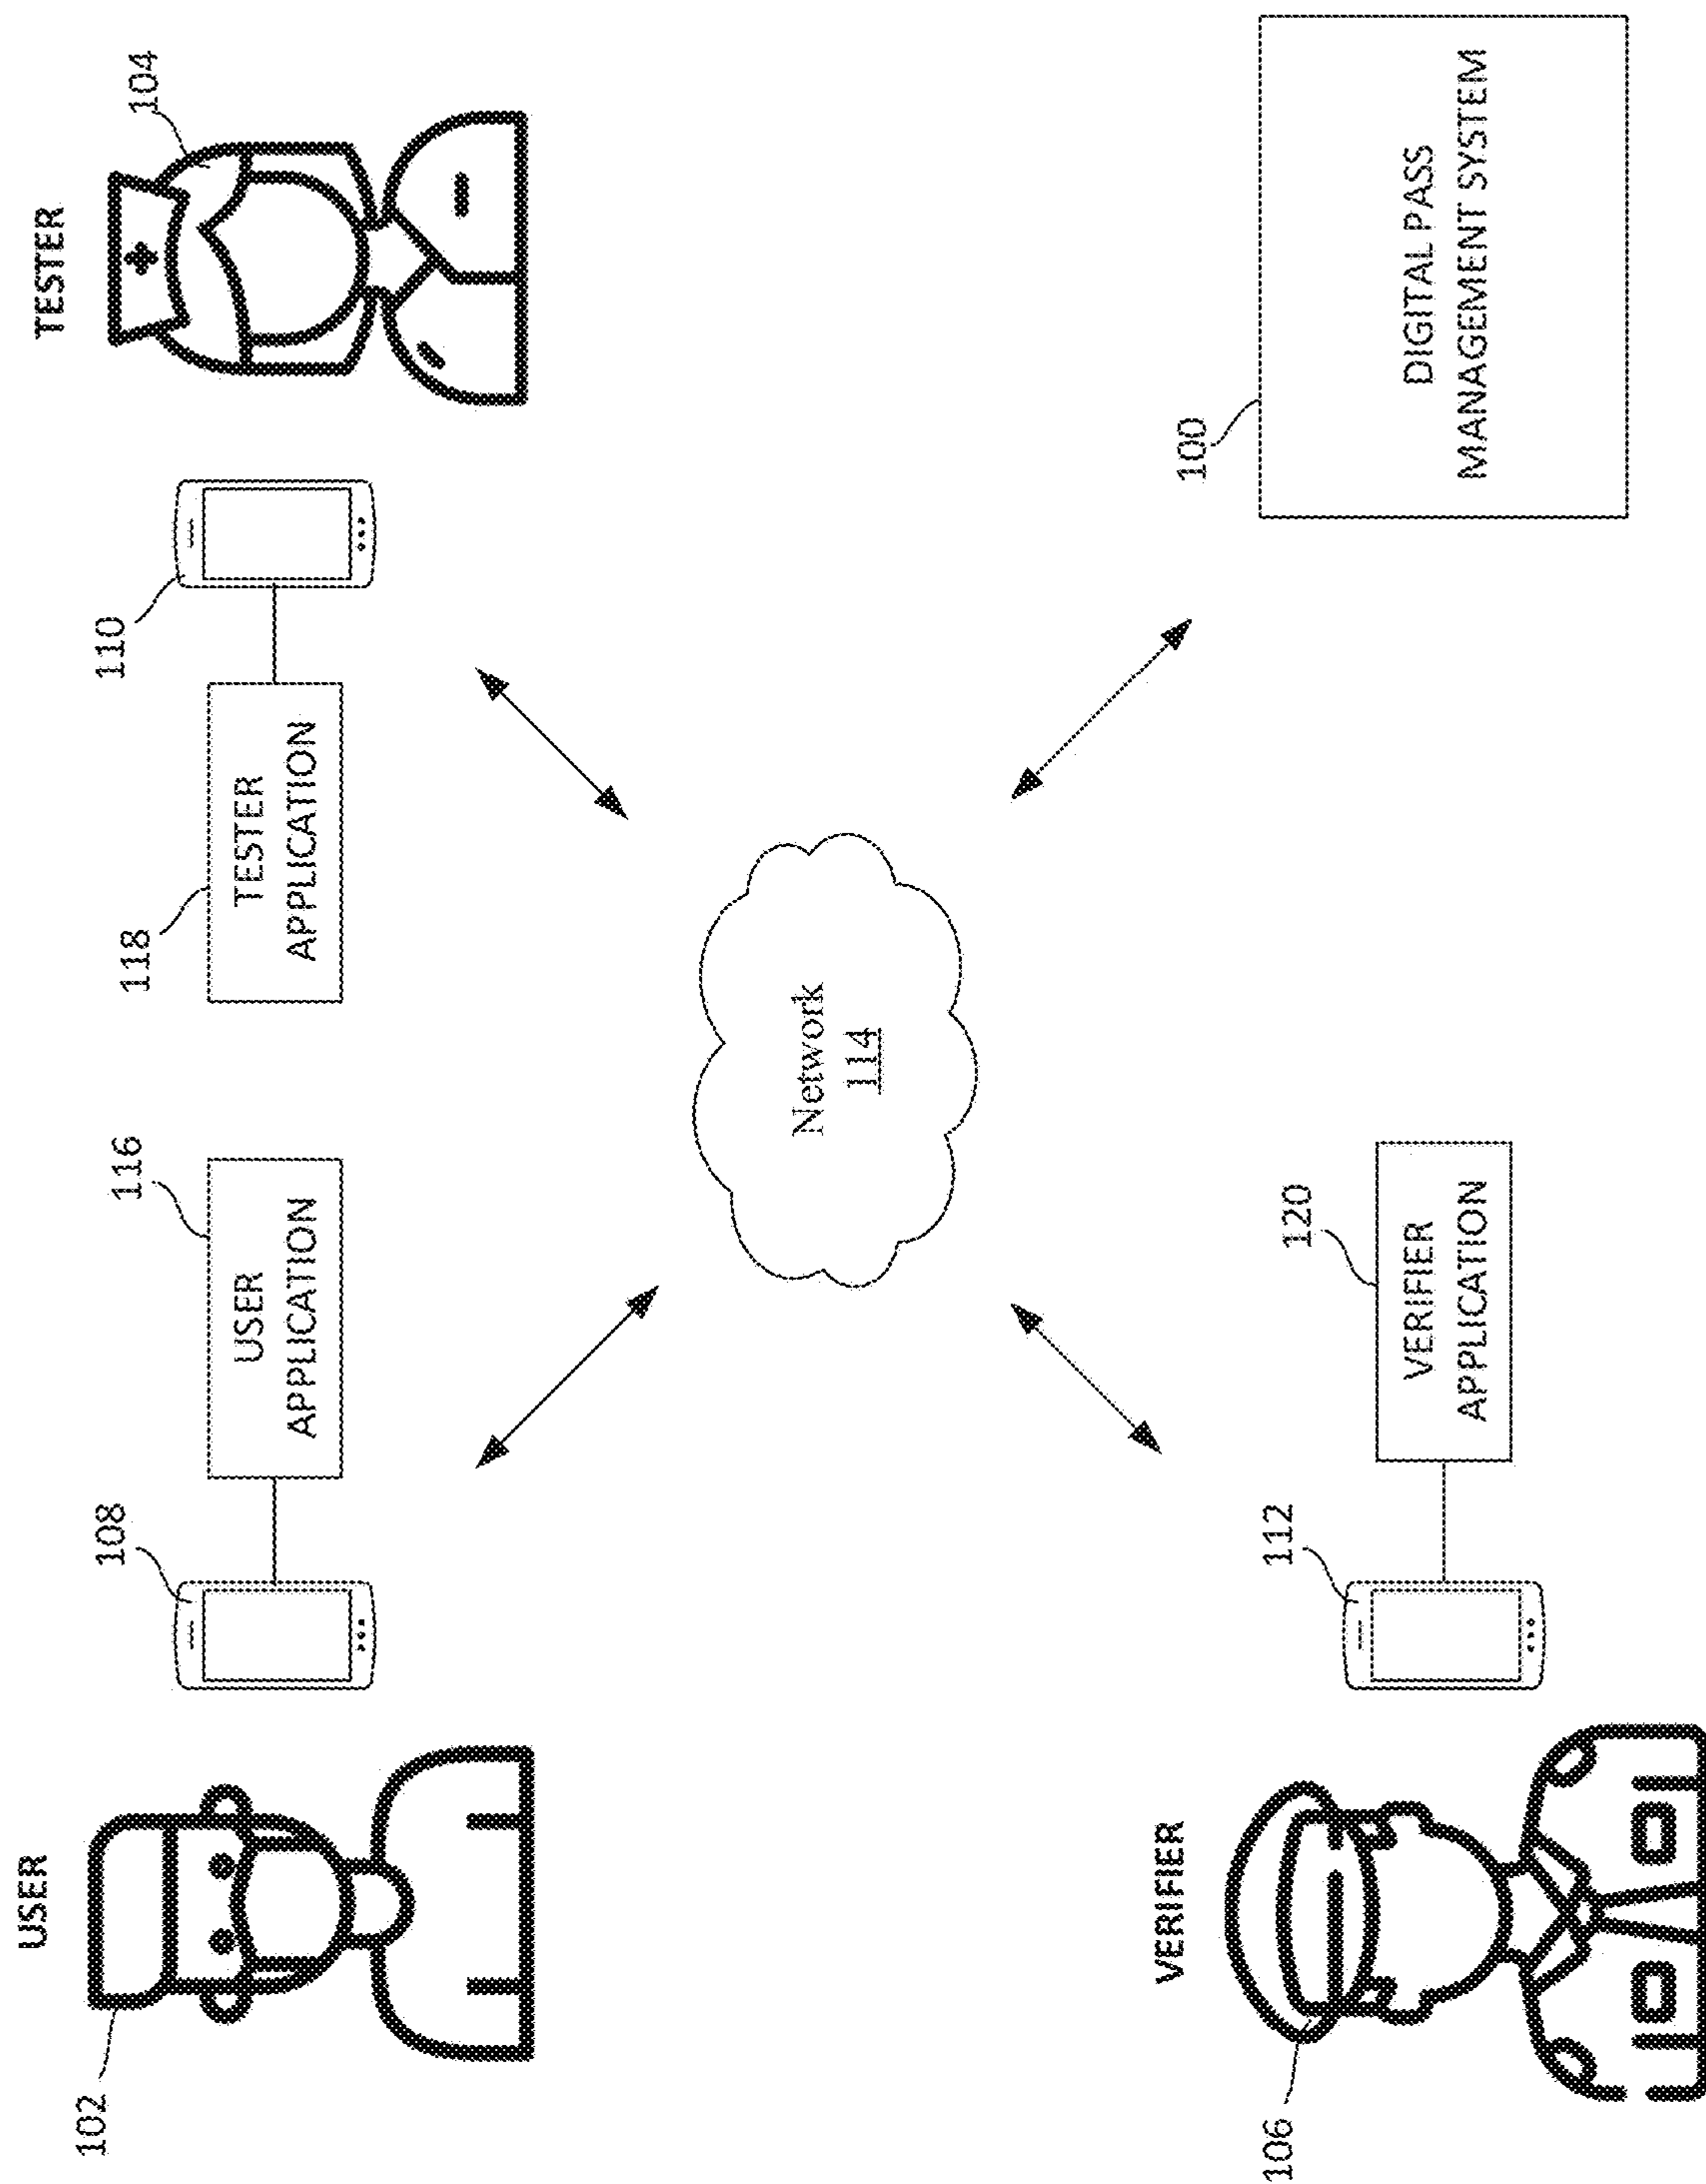 USER
102
108
116
USER
APPLICATION
TESTER
104
110
118
TESTER
APPLICATION
Network
114
VERIFIER
106
112
120
VERIFIER
APPLICATION
100
DIGITAL PASS
MANAGEMENT SYSTEM